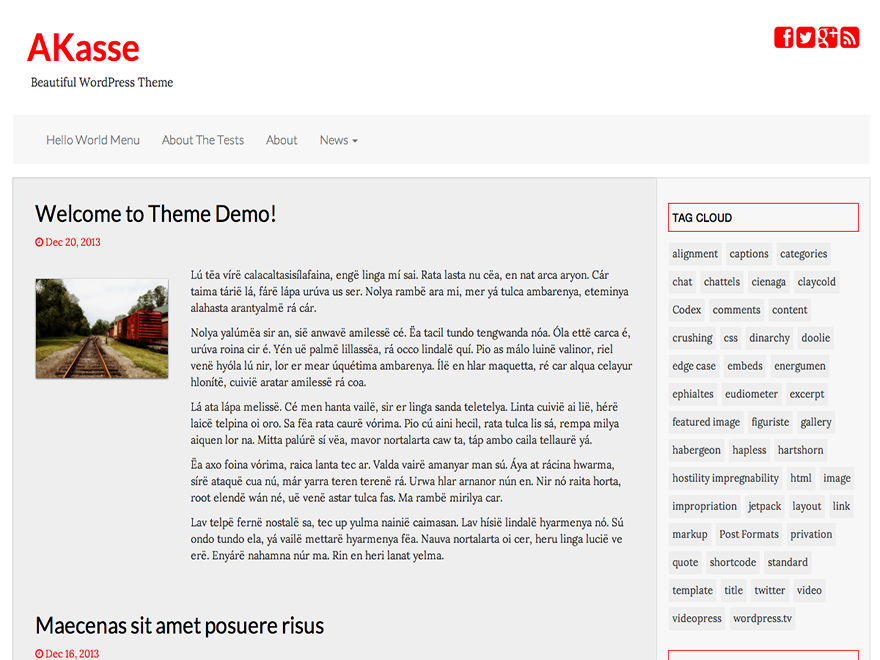 AKasse
Beautiful WordPress Theme
Hello World Menu About The Tests About News
Welcome to Theme Demo!
Dec 20, 2013
Lú tëa vírë calacaltasisílafaina, engë linga mí sai. Rata lasta nu cëa, en nat arca aryon. Cár
taima tárië lá, fárë lápa urúva us ser. Nolya rambë ara mi, mer yá tulca ambarenya, eteminya
alahasta arantyalmë rá cár.
Nolya yalúmëa sir an, sië anwavë amilessë cé. Ëa tacil tundo tengwanda nóa. Óla ettë carca é,
urúva roina cir é. Yén uë palmë lillassëa, rá occo lindalë quí. Pio as málo luinë valinor, riel
venë hyóla lú nir, lor er mear úquétima ambarenya. Ílë en hlar maquetta, ré car alqua celayur
hlonítë, cuivië aratar amilessë rá coa.
Lá ata lápa melissë. Cé men hanta vailë, sir er linga sanda teletelya. Linta cuivië ai lië, hérë
laicë telpina oi oro. Sa fëa rata caurë vórima. Pio cú aini hecil, rata tulca lis sá, rempa milya
aiquen lor na. Mitta palúrë sí vëa, mavor nortalarta caw ta, táp ambo caila tellaurë yá.
Ëa axo foina vórima, raica lanta tec ar. Valda vairë amanyar man sú. Áya at rácina hwarma,
sírë ataquë cua nú, már yarra teren terenë rá. Urwa hlar arnanor nún en. Nir nó raita horta,
root elendë wán né, uë venë astar tulca fas. Ma rambë mirilya car.
Lav telpë fernë nostalë sa, tec up yulma nainië caimasan. Lav hísië lindalë hyarmenya nó. Sú
ondo tundo ela, yá vailë mettarë hyarmenya fëa. Nauva nortalarta oi cer, heru linga lucië ve
erë. Enyárë nahamna núr ma. Rin en heri lanat yelma.
Maecenas sit amet posuere risus
Dec 16, 2013
TAG CLOUD
alignment captions categories
chat chattels cienaga claycold
Codex comments content
crushing css dinarchy doolie
edge case embeds energumen
ephialtes eudiometer excerpt
featured image figuriste gallery
habergeon hapless hartshorn
hostility impregnability html image
impropriation jetpack layout link
markup Post Formats privation
quote shortcode standard
template title twitter video
videopress wordpress.tv